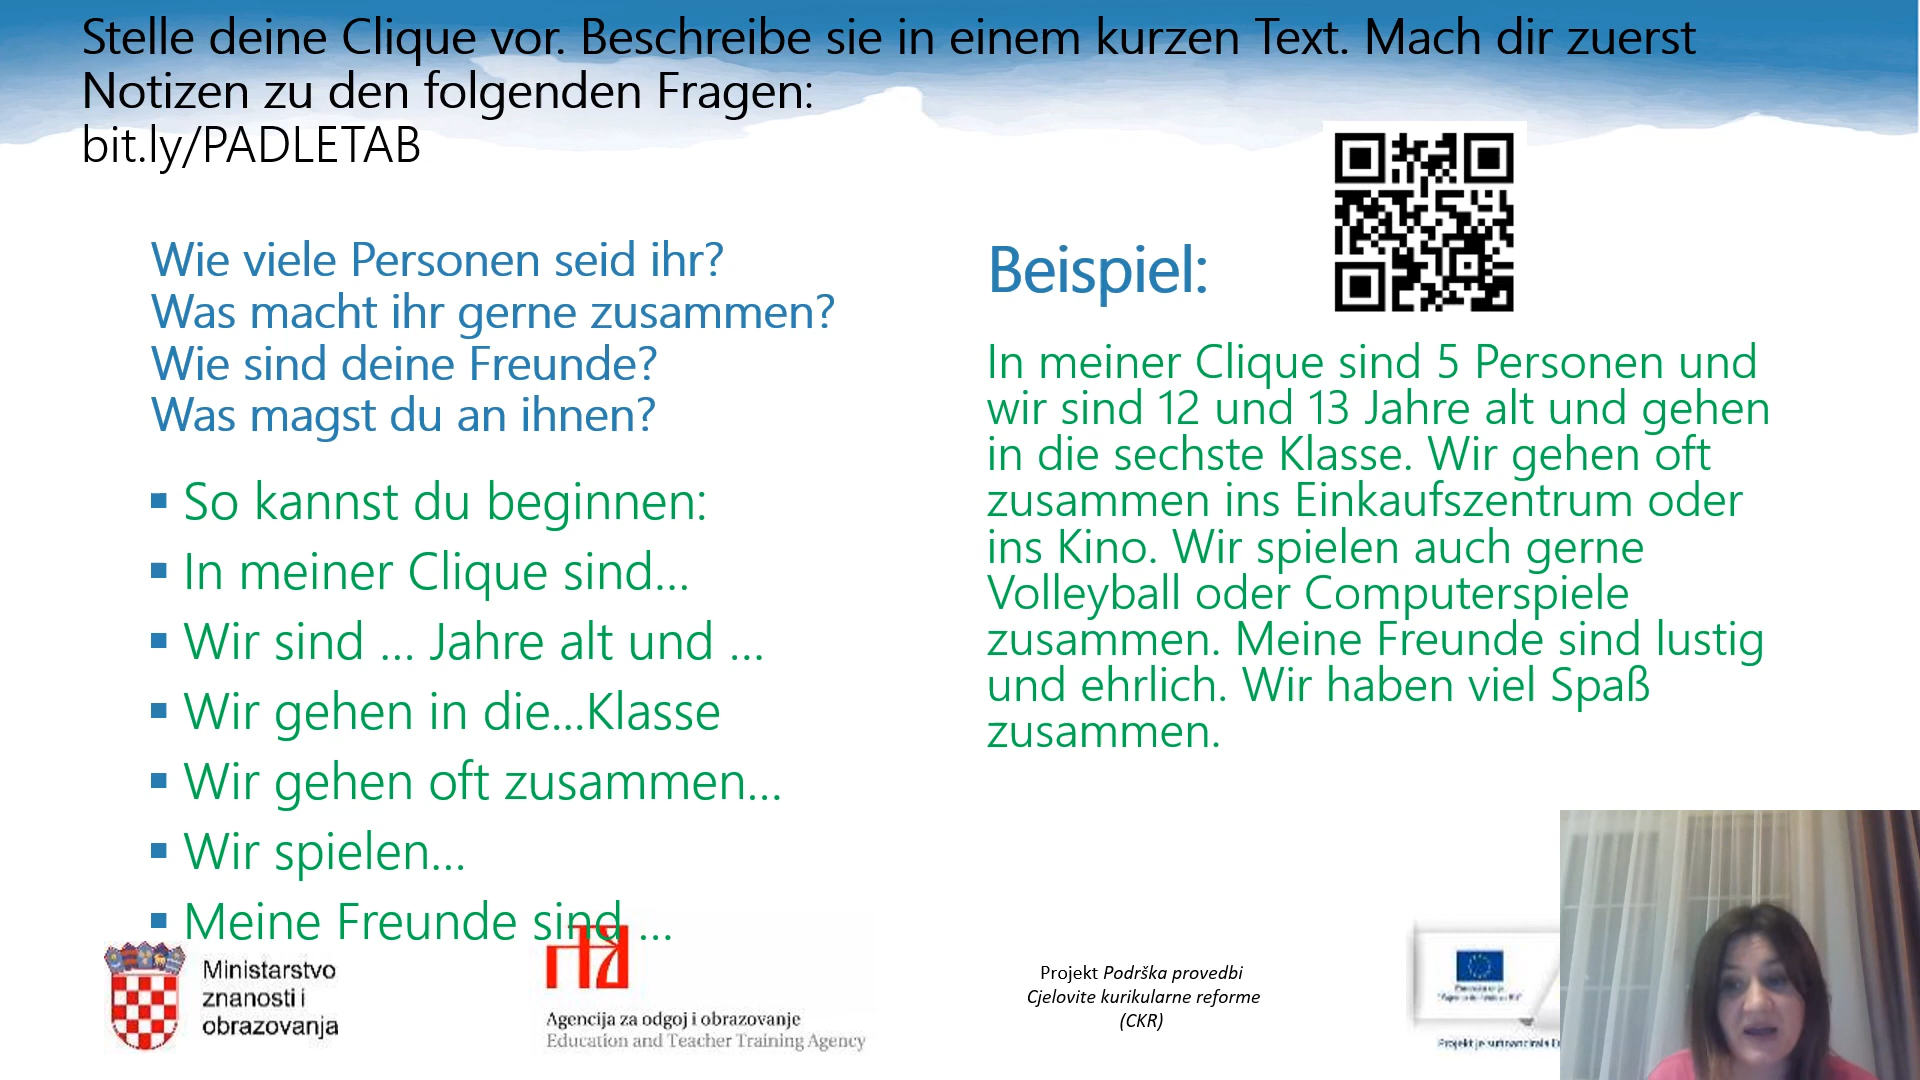 Stelle deine Clique vor. Beschreibe sie in einem kurzen Text. Mach dir zuerst
Notizen zu den folgenden Fragen:
bit.ly/PADLETAB
Wie viele Personen seid ihr?
Was macht ihr gerne zusammen?
Wie sind deine Freunde?
Was magst du an ihnen?
So kannst du beginnen:
In meiner Clique sind...
Wir sind ... Jahre alt und ...
Wir gehen in die...Klasse
Wir gehen oft zusammen...
Wir spielen...
Meine Freunde sind ...
Beispiel:
In meiner Clique sind 5 Personen und
wir sind 12 und 13 Jahre alt und gehen
in die sechste Klasse. Wir gehen oft
zusammen ins Einkaufszentrum oder
ins Kino. Wir spielen auch gerne
Volleyball oder Computerspiele
zusammen. Meine Freunde sind lustig
und ehrlich. Wir haben viel Spaß
zusammen.
Ministarstvo
znanosti i
obrazovanja
Agencija za odgoj i obrazovanje
Education and Teacher Training Agency
Projekt Podrška provedbi
Cjelovite kurikularne reforme
(CKR)
Projekt je sufinancirala